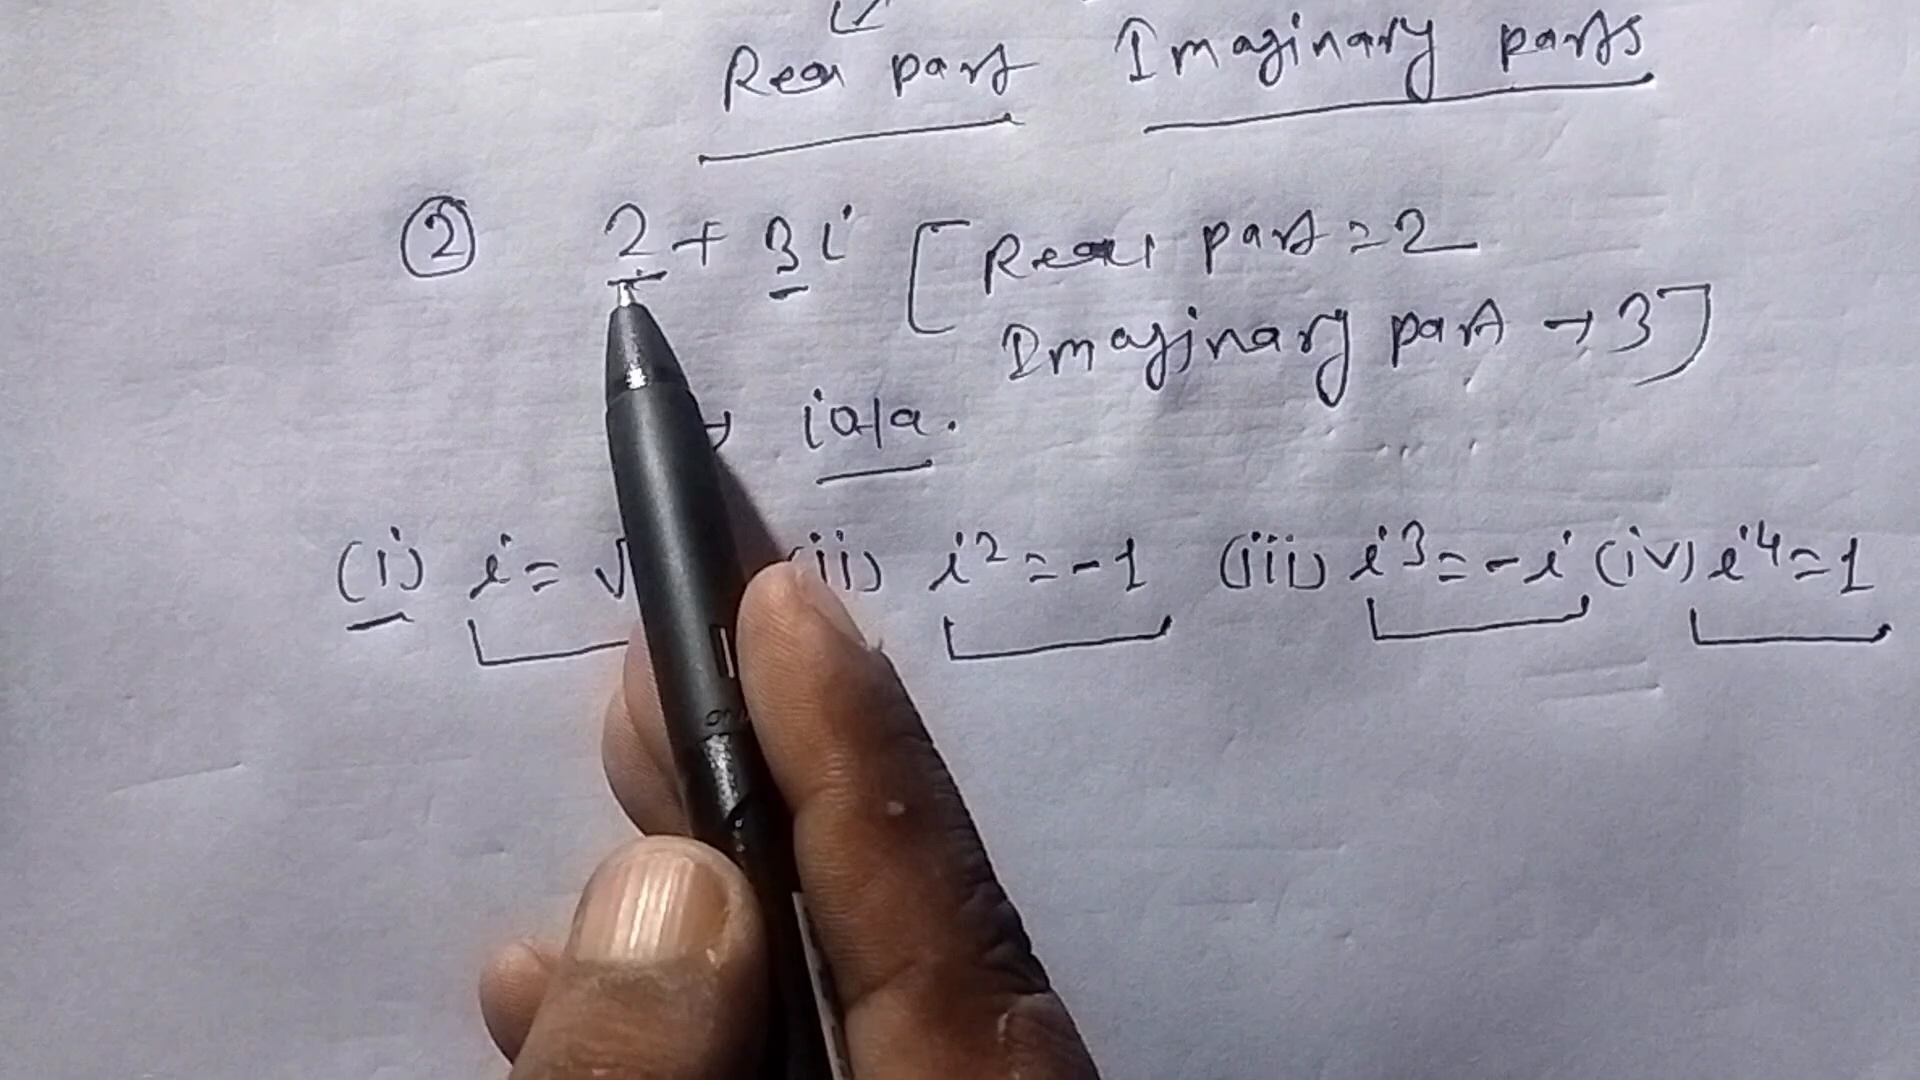 Real part Imaginary parts
② 2 + 3i [Real part = 2
Imaginary part → 3]
→ iota.
(i) i = √ (ii) i² = -1 (iii) i³ = -i (iv) i⁴ = 1